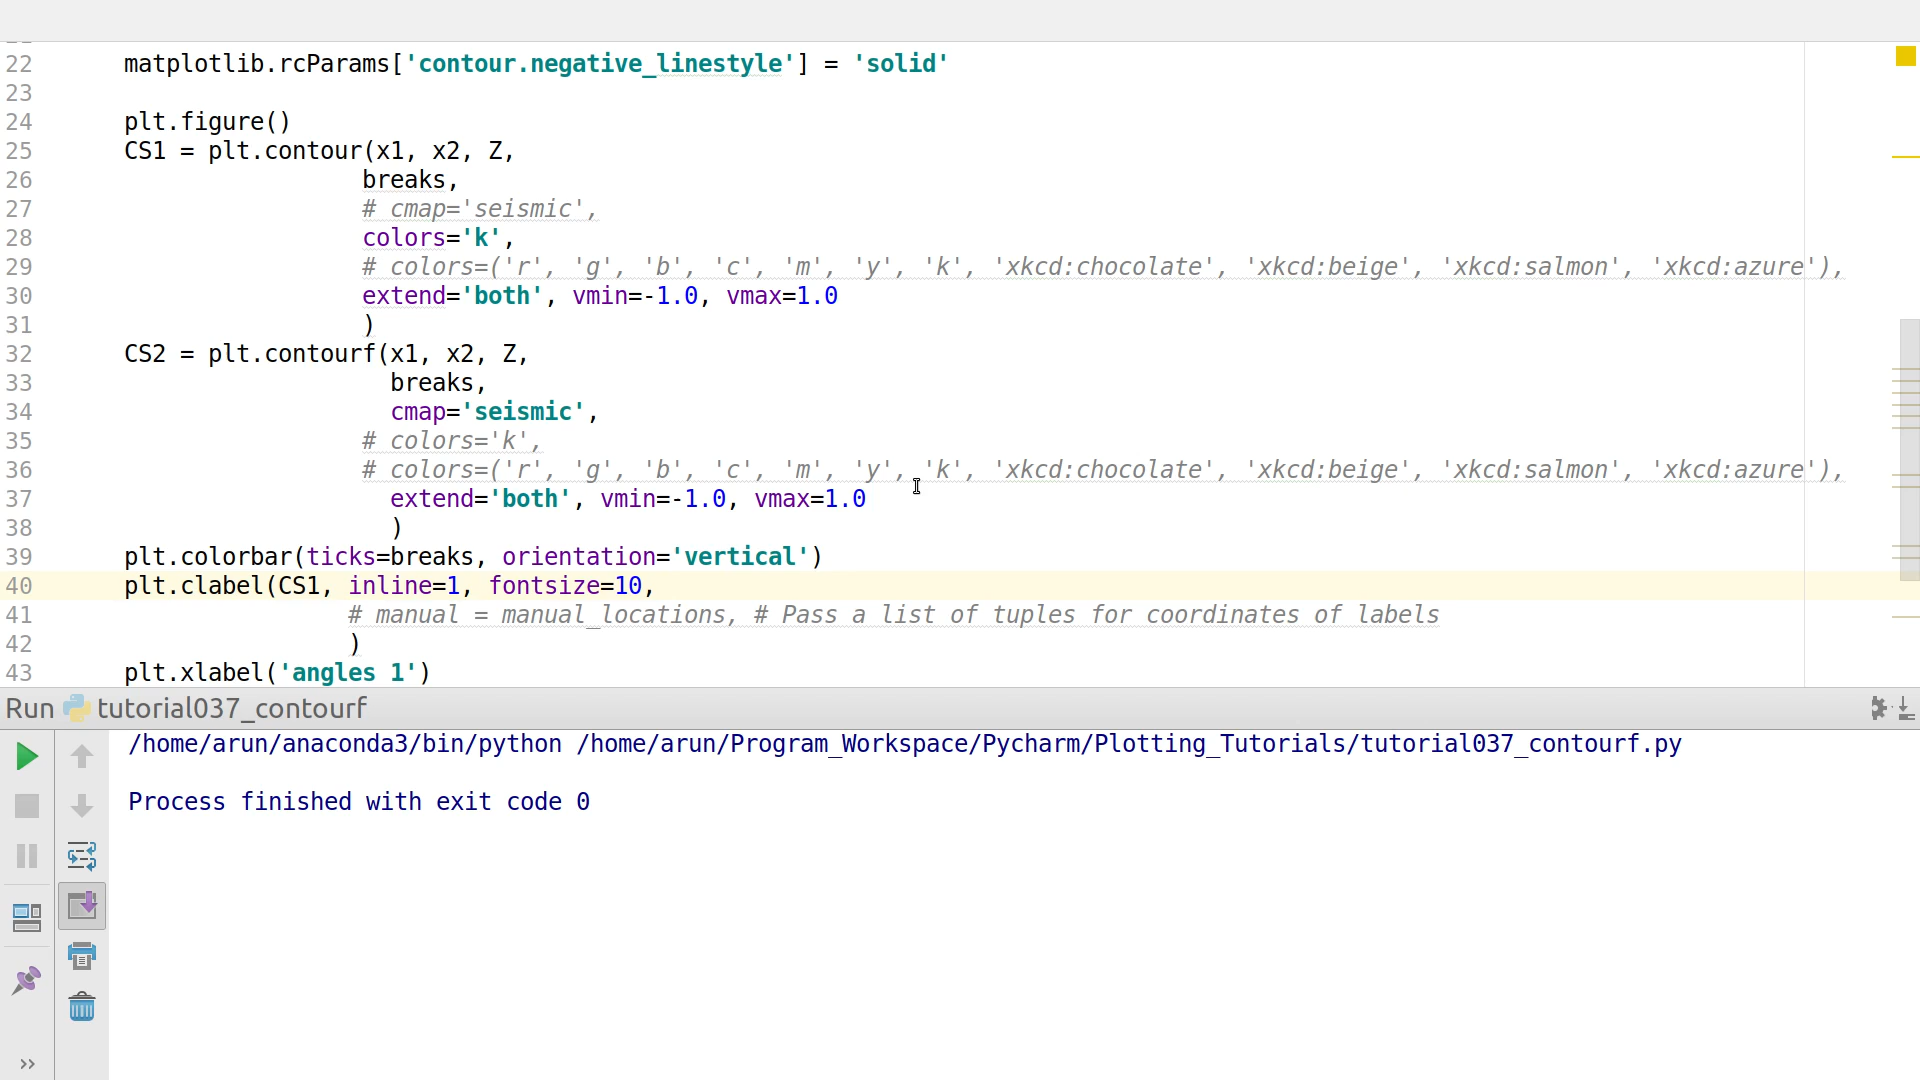 22 matplotlib.rcParams['contour.negative_linestyle'] = 'solid'
23
24 plt.figure()
25 CS1 = plt.contour(x1, x2, Z,
26 breaks,
27 # cmap='seismic',
28 colors='k',
29 # colors=('r', 'g', 'b', 'c', 'm', 'y', 'k', 'xkcd:chocolate', 'xkcd:beige', 'xkcd:salmon', 'xkcd:azure'),
30 extend='both', vmin=-1.0, vmax=1.0
31 )
32 CS2 = plt.contourf(x1, x2, Z,
33 breaks,
34 cmap='seismic',
35 # colors='k',
36 # colors=('r', 'g', 'b', 'c', 'm', 'y', 'k', 'xkcd:chocolate', 'xkcd:beige', 'xkcd:salmon', 'xkcd:azure'),
37 extend='both', vmin=-1.0, vmax=1.0
38 )
39 plt.colorbar(ticks=breaks, orientation='vertical')
40 plt.clabel(CS1, inline=1, fontsize=10,
41 # manual = manual_locations, # Pass a list of tuples for coordinates of labels
42 )
43 plt.xlabel('angles 1')
Run tutorial037_contourf
/home/arun/anaconda3/bin/python /home/arun/Program_Workspace/Pycharm/Plotting_Tutorials/tutorial037_contourf.py
Process finished with exit code 0